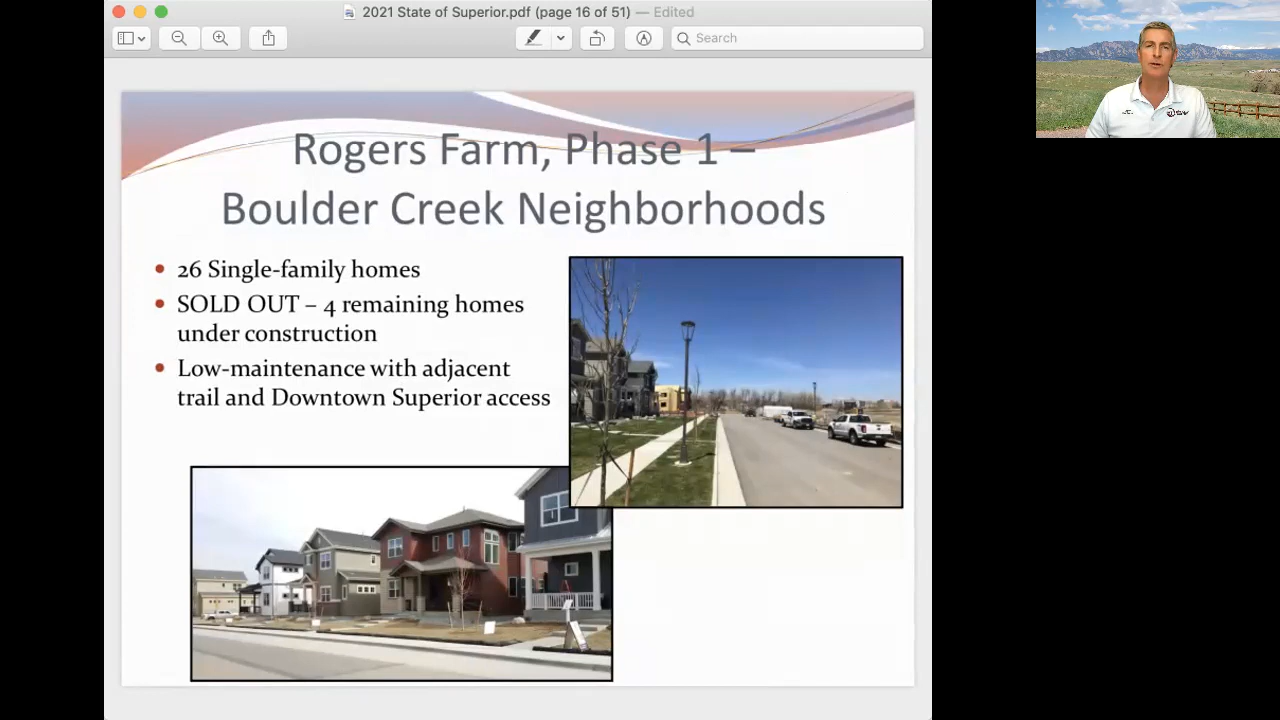 2021 State of Superior.pdf (page 16 of 51) — Edited
Search
Rogers Farm, Phase 1 –
Boulder Creek Neighborhoods
• 26 Single-family homes
• SOLD OUT – 4 remaining homes
under construction
• Low-maintenance with adjacent
trail and Downtown Superior access